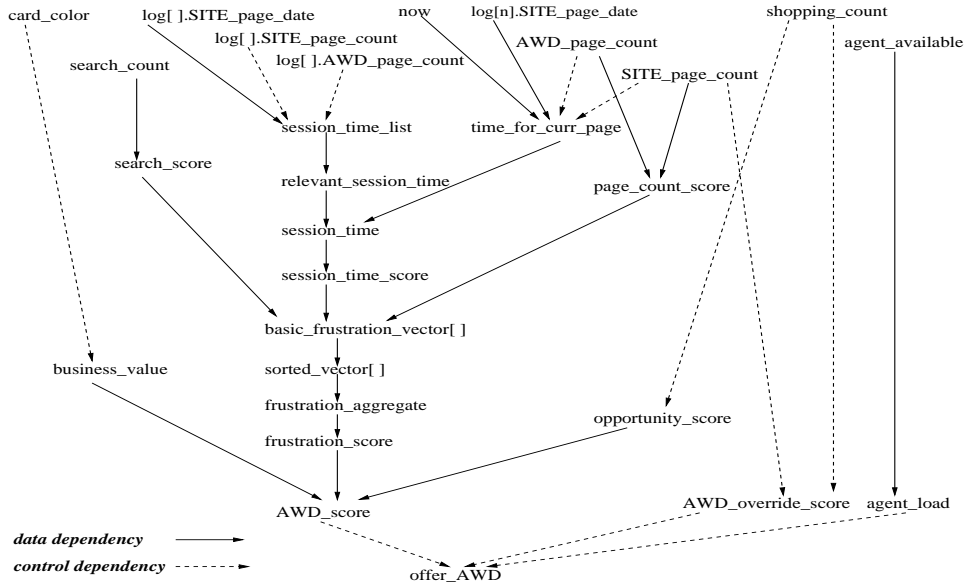 card_color
log[ ].SITE_page_date
now
log[n].SITE_page_date
shopping_count
log[ ].SITE_page_count
AWD_page_count
agent_available
search_count
log[ ].AWD_page_count
SITE_page_count
session_time_list
time_for_curr_page
search_score
relevant_session_time
page_count_score
session_time
session_time_score
basic_frustration_vector[ ]
business_value
sorted_vector[ ]
frustration_aggregate
opportunity_score
frustration_score
AWD_score
AWD_override_score
agent_load
data dependency
control dependency
offer_AWD